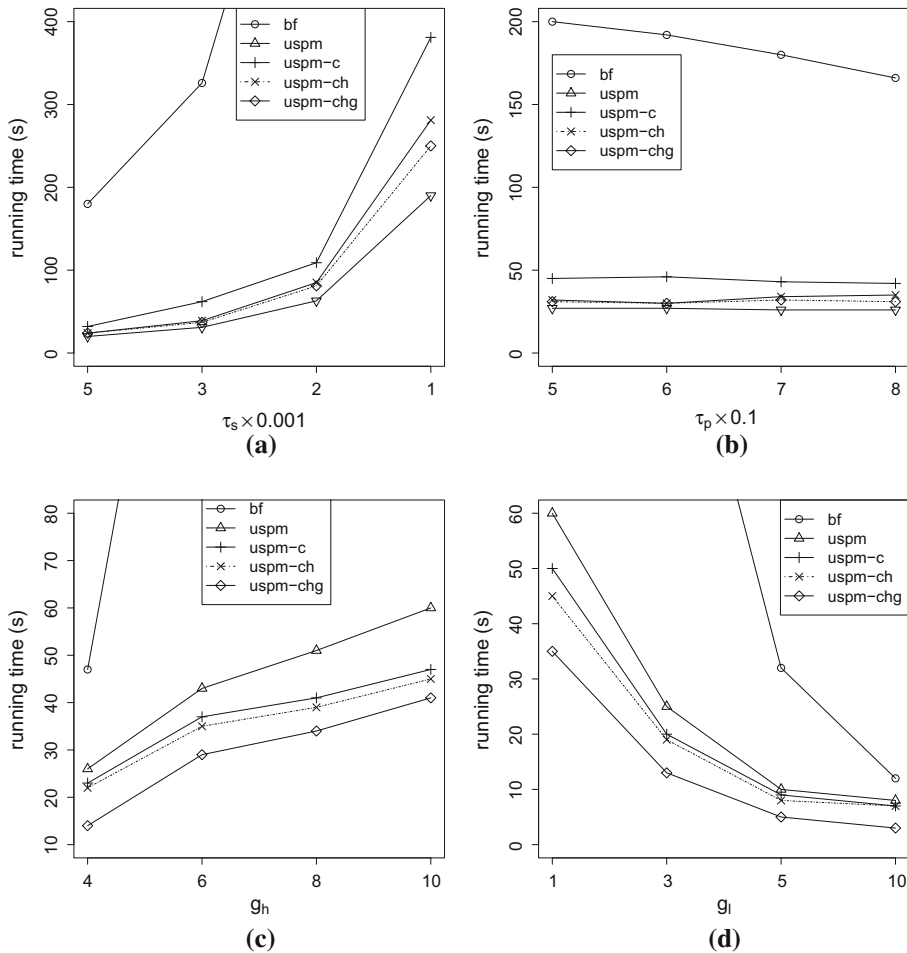 running time (s)
0
100
200
300
400
bf
uspm
uspm-c
uspm-ch
uspm-chg
5
3
2
1
τs × 0.001
(a)
running time (s)
0
50
100
150
200
bf
uspm
uspm-c
uspm-ch
uspm-chg
5
6
7
8
τp × 0.1
(b)
running time (s)
10
20
30
40
50
60
70
80
bf
uspm
uspm-c
uspm-ch
uspm-chg
4
6
8
10
gh
(c)
running time (s)
0
10
20
30
40
50
60
bf
uspm
uspm-c
uspm-ch
uspm-chg
1
3
5
10
gl
(d)